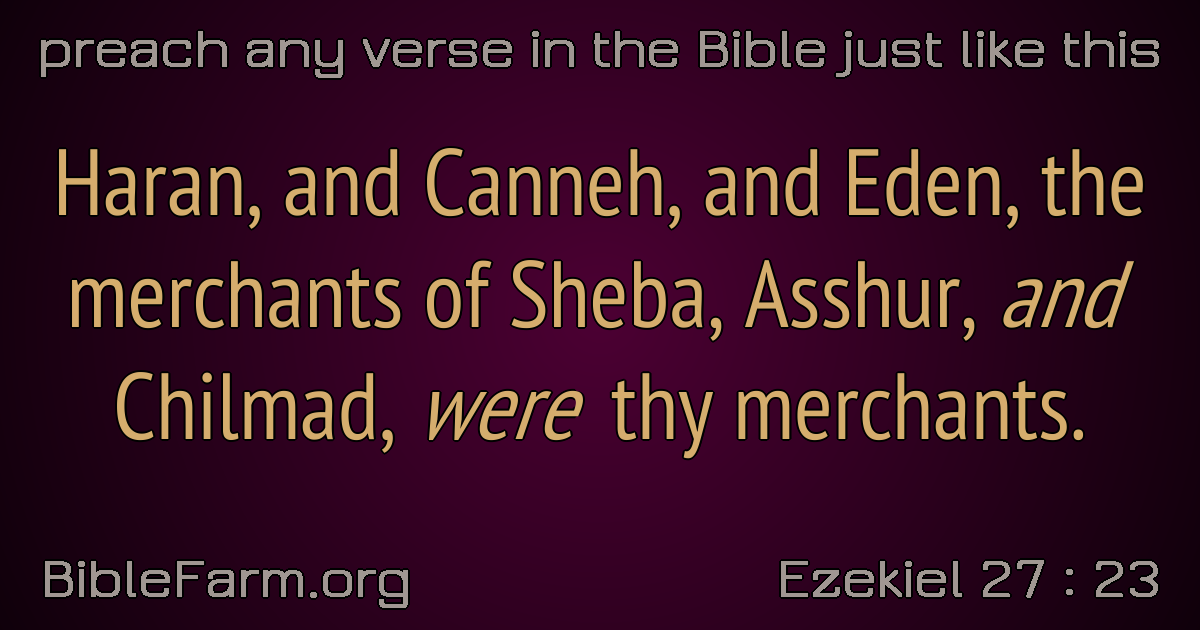 preach any verse in the Bible just like this
Haran, and Canneh, and Eden, the
merchants of Sheba, Asshur, and
Chilmad, were thy merchants.
BibleFarm.org
Ezekiel 27 : 23